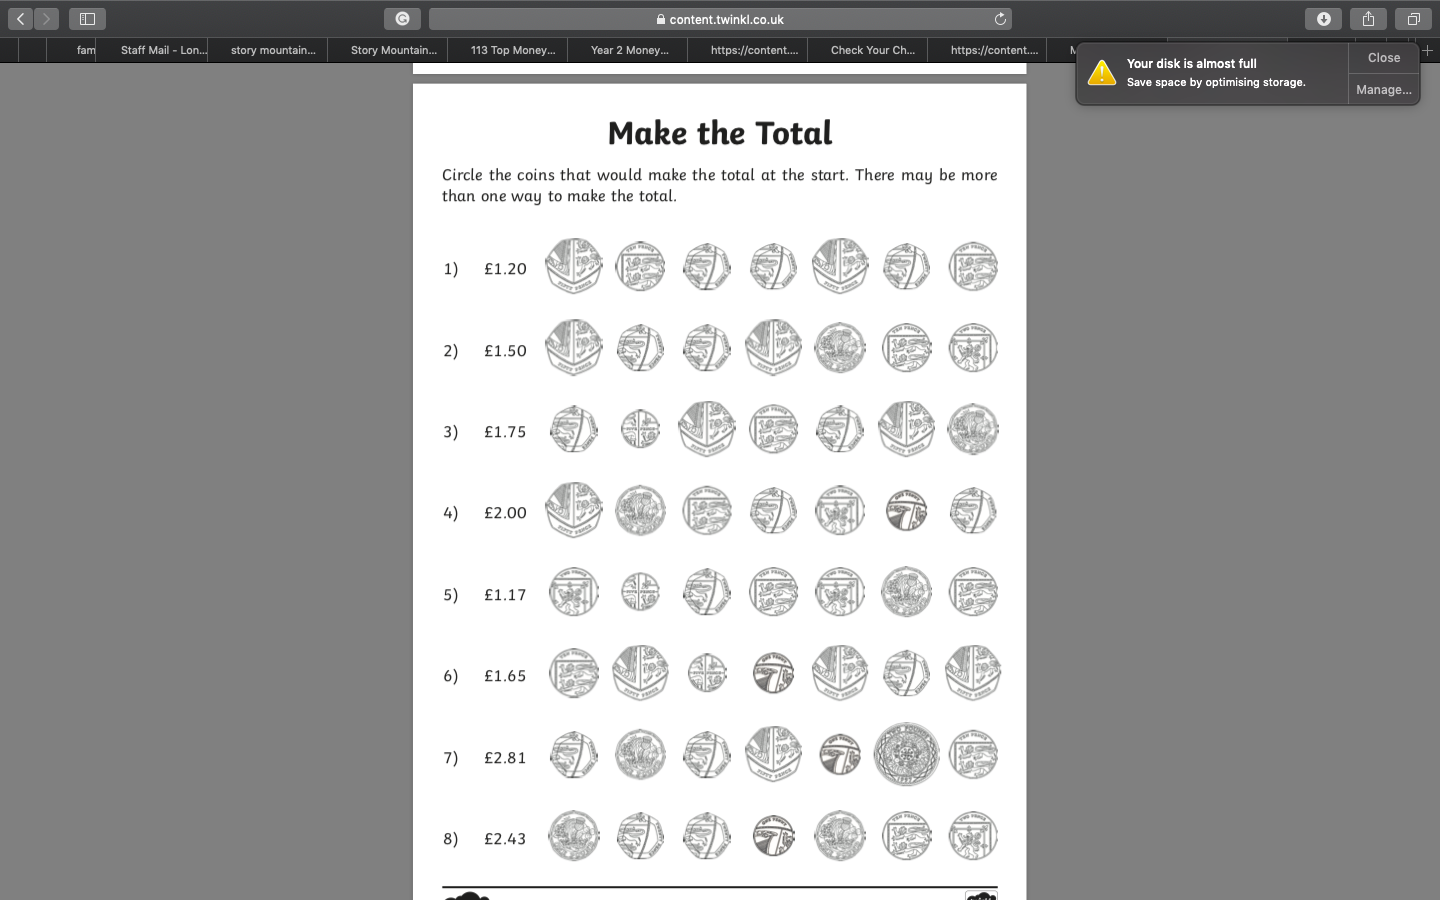 content.twinkl.co.uk
fam
Staff Mail - Lon...
story mountain...
Story Mountain...
113 Top Money...
Year 2 Money...
https://content....
Check Your Ch...
https://content....
Your disk is almost full
Save space by optimising storage.
Close
Manage...
Make the Total
Circle the coins that would make the total at the start. There may be more
than one way to make the total.
1) £1.20
2) £1.50
3) £1.75
4) £2.00
5) £1.17
6) £1.65
7) £2.81
8) £2.43